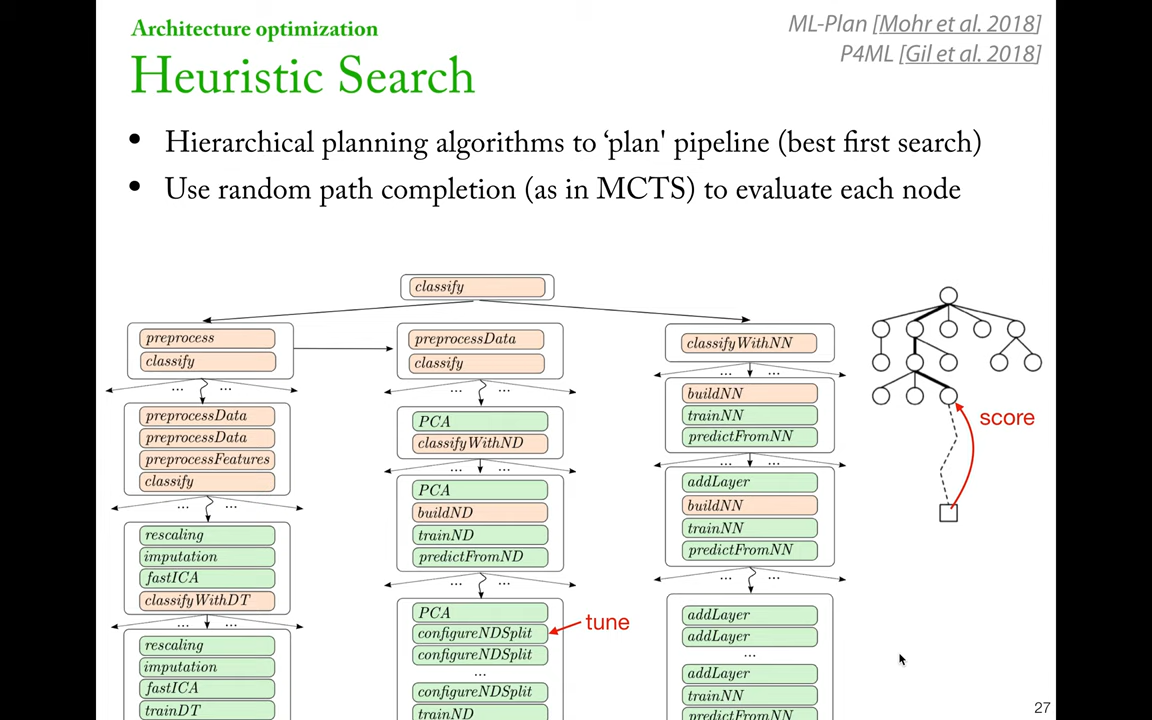 Architecture optimization
Heuristic Search
ML-Plan [Mohr et al. 2018]
P4ML [Gil et al. 2018]
• Hierarchical planning algorithms to ‘plan' pipeline (best first search)
• Use random path completion (as in MCTS) to evaluate each node
classify
preprocess
classify
... ...
preprocessData
preprocessData
preprocessFeatures
classify
... ...
rescaling
imputation
fastICA
classifyWithDT
... ...
rescaling
imputation
fastICA
trainDT
preprocessData
classify
... ...
PCA
classifyWithND
... ...
PCA
buildND
trainND
predictFromND
... ...
PCA
configureNDSplit
configureNDSplit
...
configureNDSplit
trainND
tune
classifyWithNN
... ...
buildNN
trainNN
predictFromNN
... ...
addLayer
buildNN
trainNN
predictFromNN
... ...
addLayer
addLayer
...
addLayer
trainNN
predictFromNN
score
27